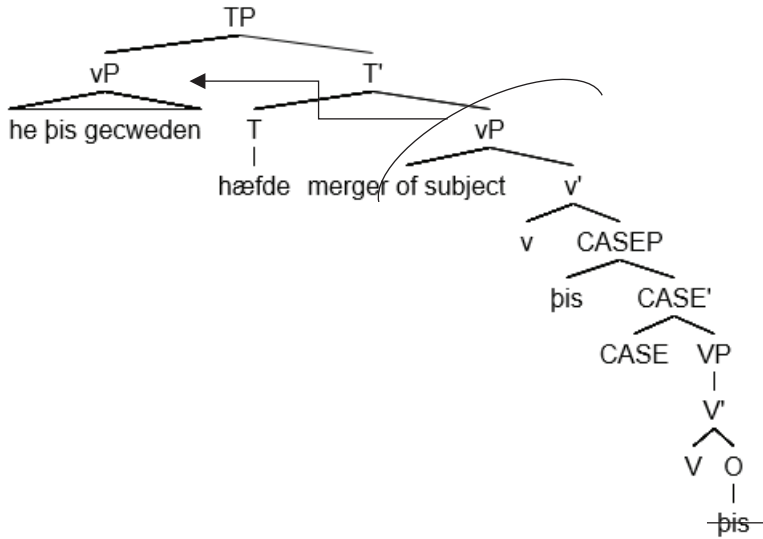 TP
vP T'
he þis gecweden T vP
hæfde merger of subject v'
v CASEP
þis CASE'
CASE VP
V'
V O
þis